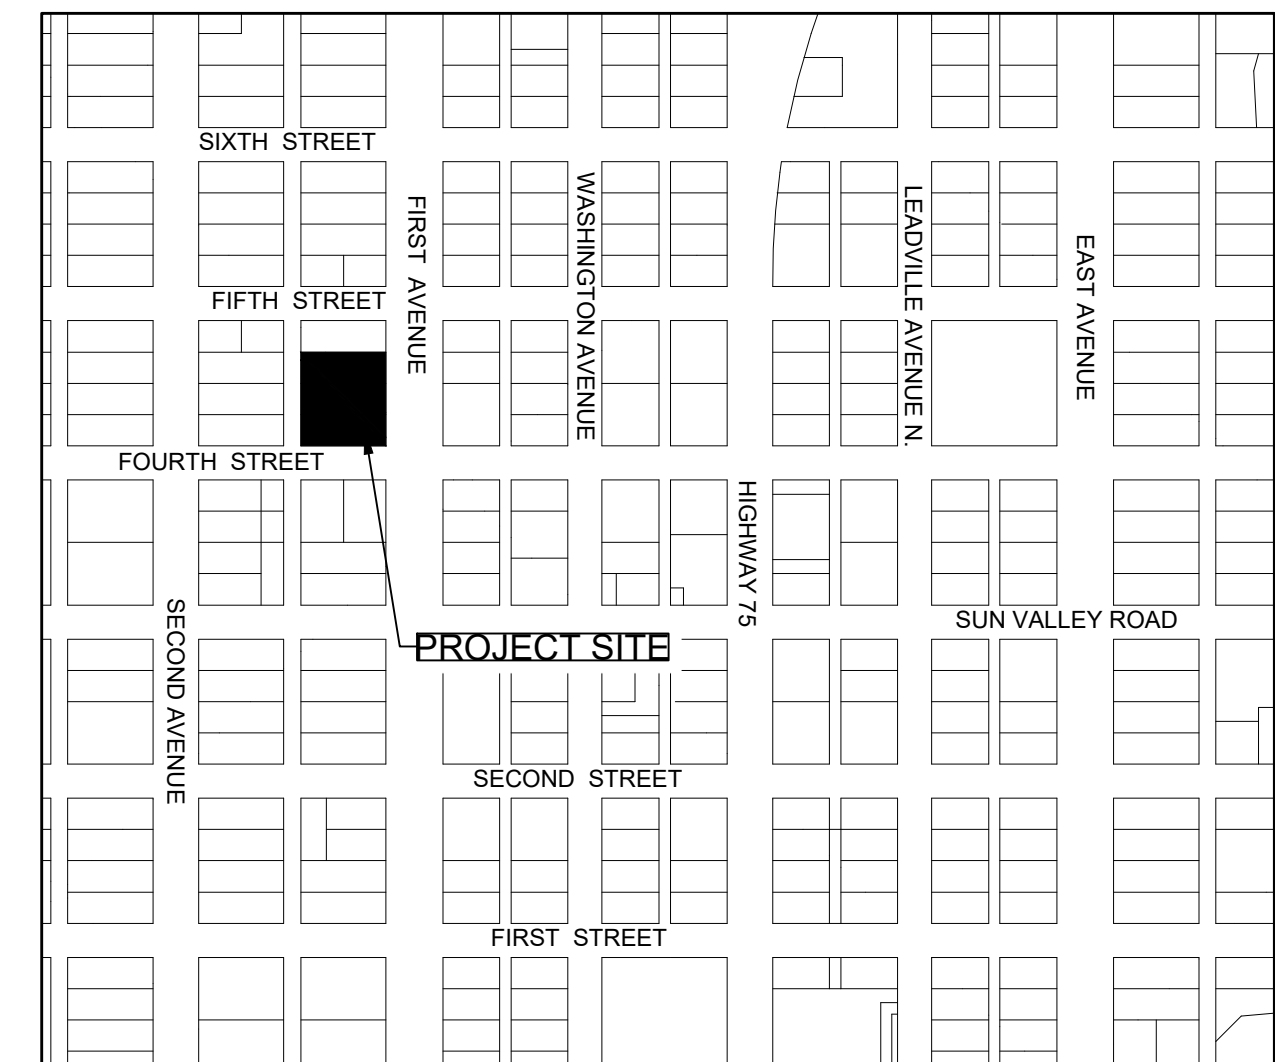 SIXTH STREET
FIRST AVENUE
WASHINGTON AVENUE
LEADVILLE AVENUE N.
EAST AVENUE
FIFTH STREET
FOURTH STREET
HIGHWAY 75
SECOND AVENUE
SUN VALLEY ROAD
PROJECT SITE
SECOND STREET
FIRST STREET